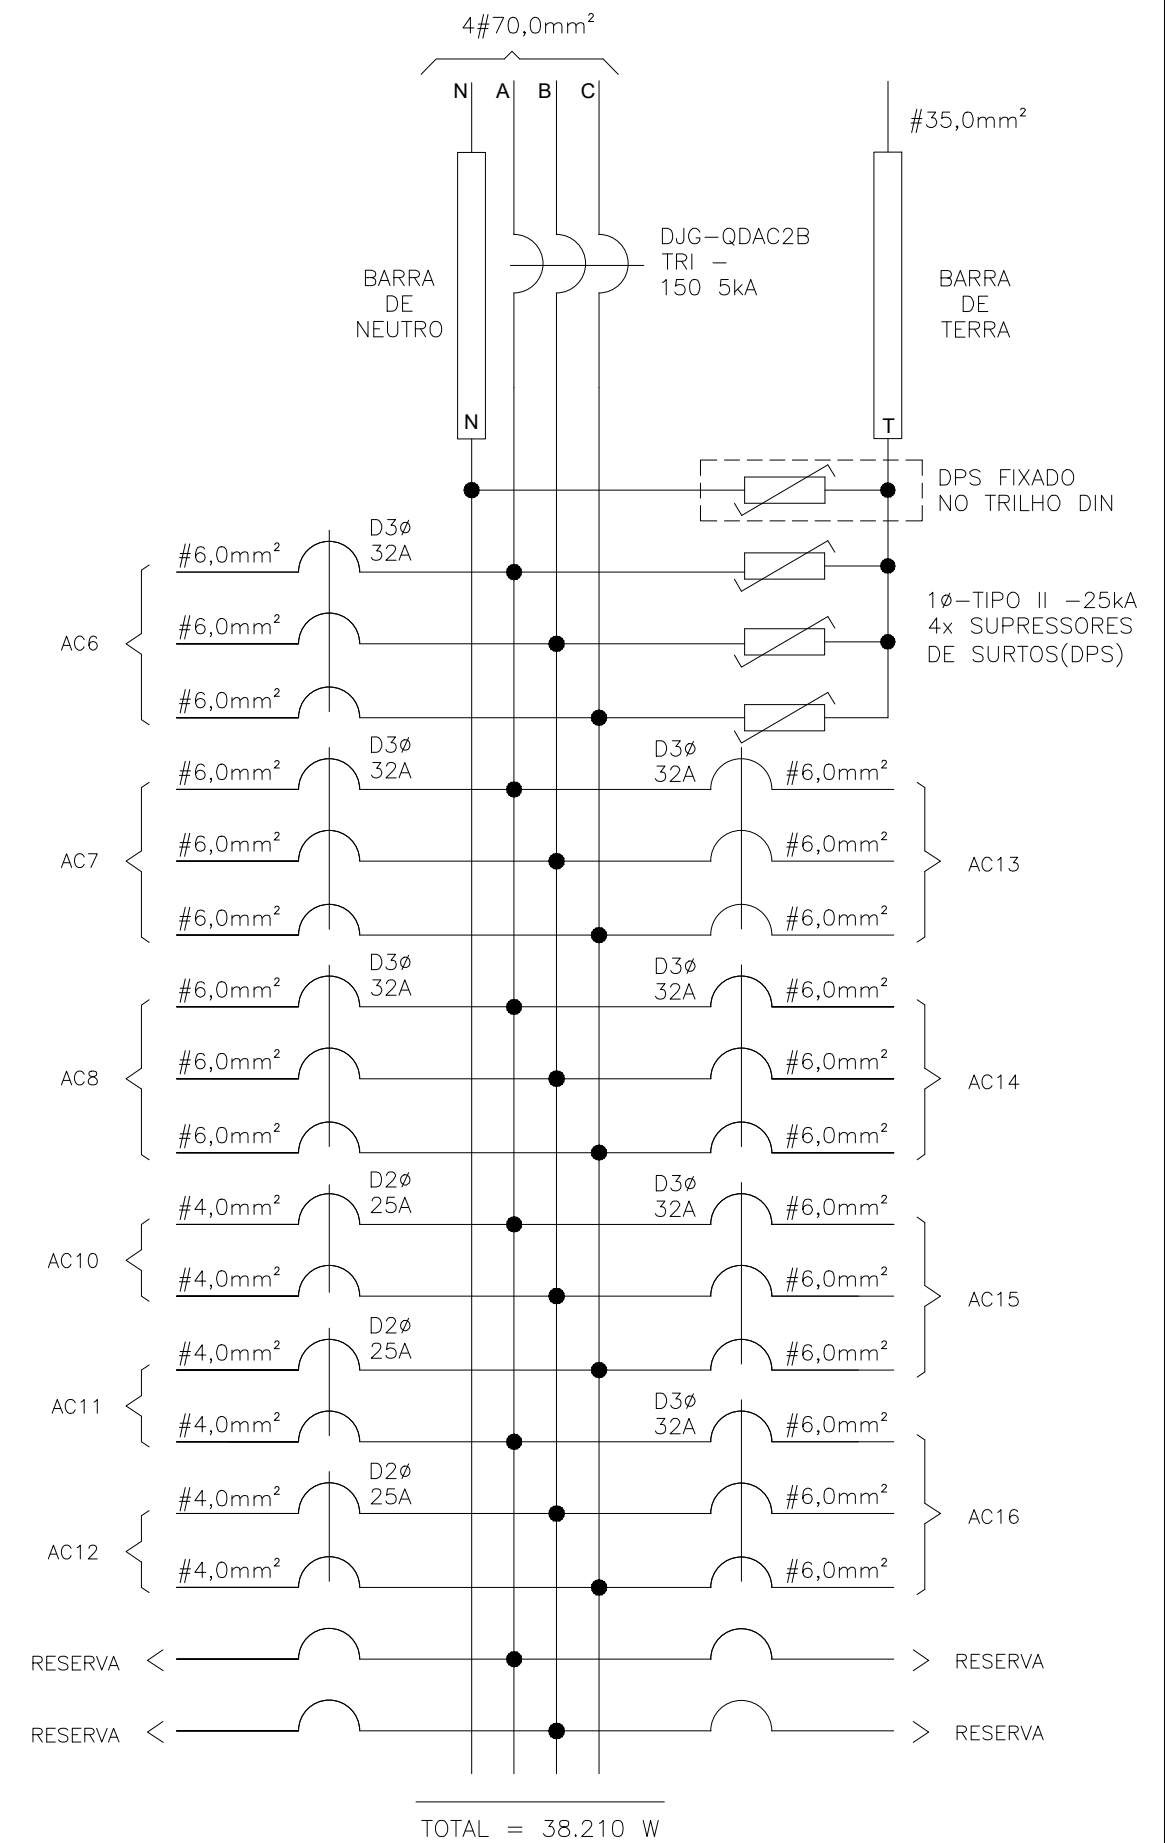 4#70,0mm²
N A B C
#35,0mm²
DJG-QDAC2B
TRI -
150 5kA
BARRA
DE
NEUTRO
BARRA
DE
TERRA
N
T
DPS FIXADO
NO TRILHO DIN
1ø-TIPO II -25kA
4x SUPRESSORES
DE SURTOS(DPS)
D3ø
32A
#6,0mm²
#6,0mm²
#6,0mm²
AC6
D3ø
32A
#6,0mm²
#6,0mm²
#6,0mm²
AC7
D3ø
32A
#6,0mm²
#6,0mm²
#6,0mm²
AC13
D3ø
32A
#6,0mm²
#6,0mm²
#6,0mm²
AC8
D3ø
32A
#6,0mm²
#6,0mm²
#6,0mm²
AC14
D2ø
25A
#4,0mm²
#4,0mm²
AC10
D3ø
32A
#6,0mm²
#6,0mm²
#6,0mm²
AC15
D2ø
25A
#4,0mm²
#4,0mm²
AC11
D3ø
32A
#6,0mm²
#6,0mm²
#6,0mm²
AC16
D2ø
25A
#4,0mm²
#4,0mm²
AC12
RESERVA
RESERVA
RESERVA
RESERVA
TOTAL = 38.210 W